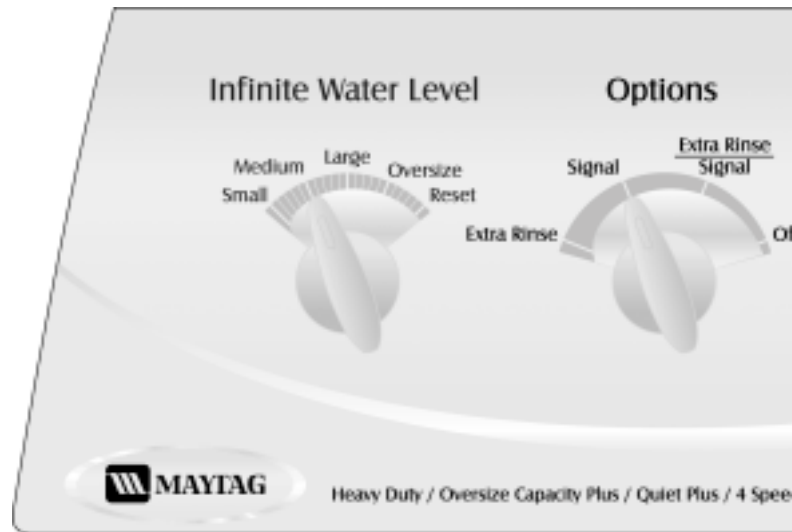 Infinite Water Level
Options
Small
Medium
Large
Oversize
Reset
Extra Rinse
Signal
Extra Rinse
Signal
MAYTAG
Heavy Duty / Oversize Capacity Plus / Quiet Plus / 4